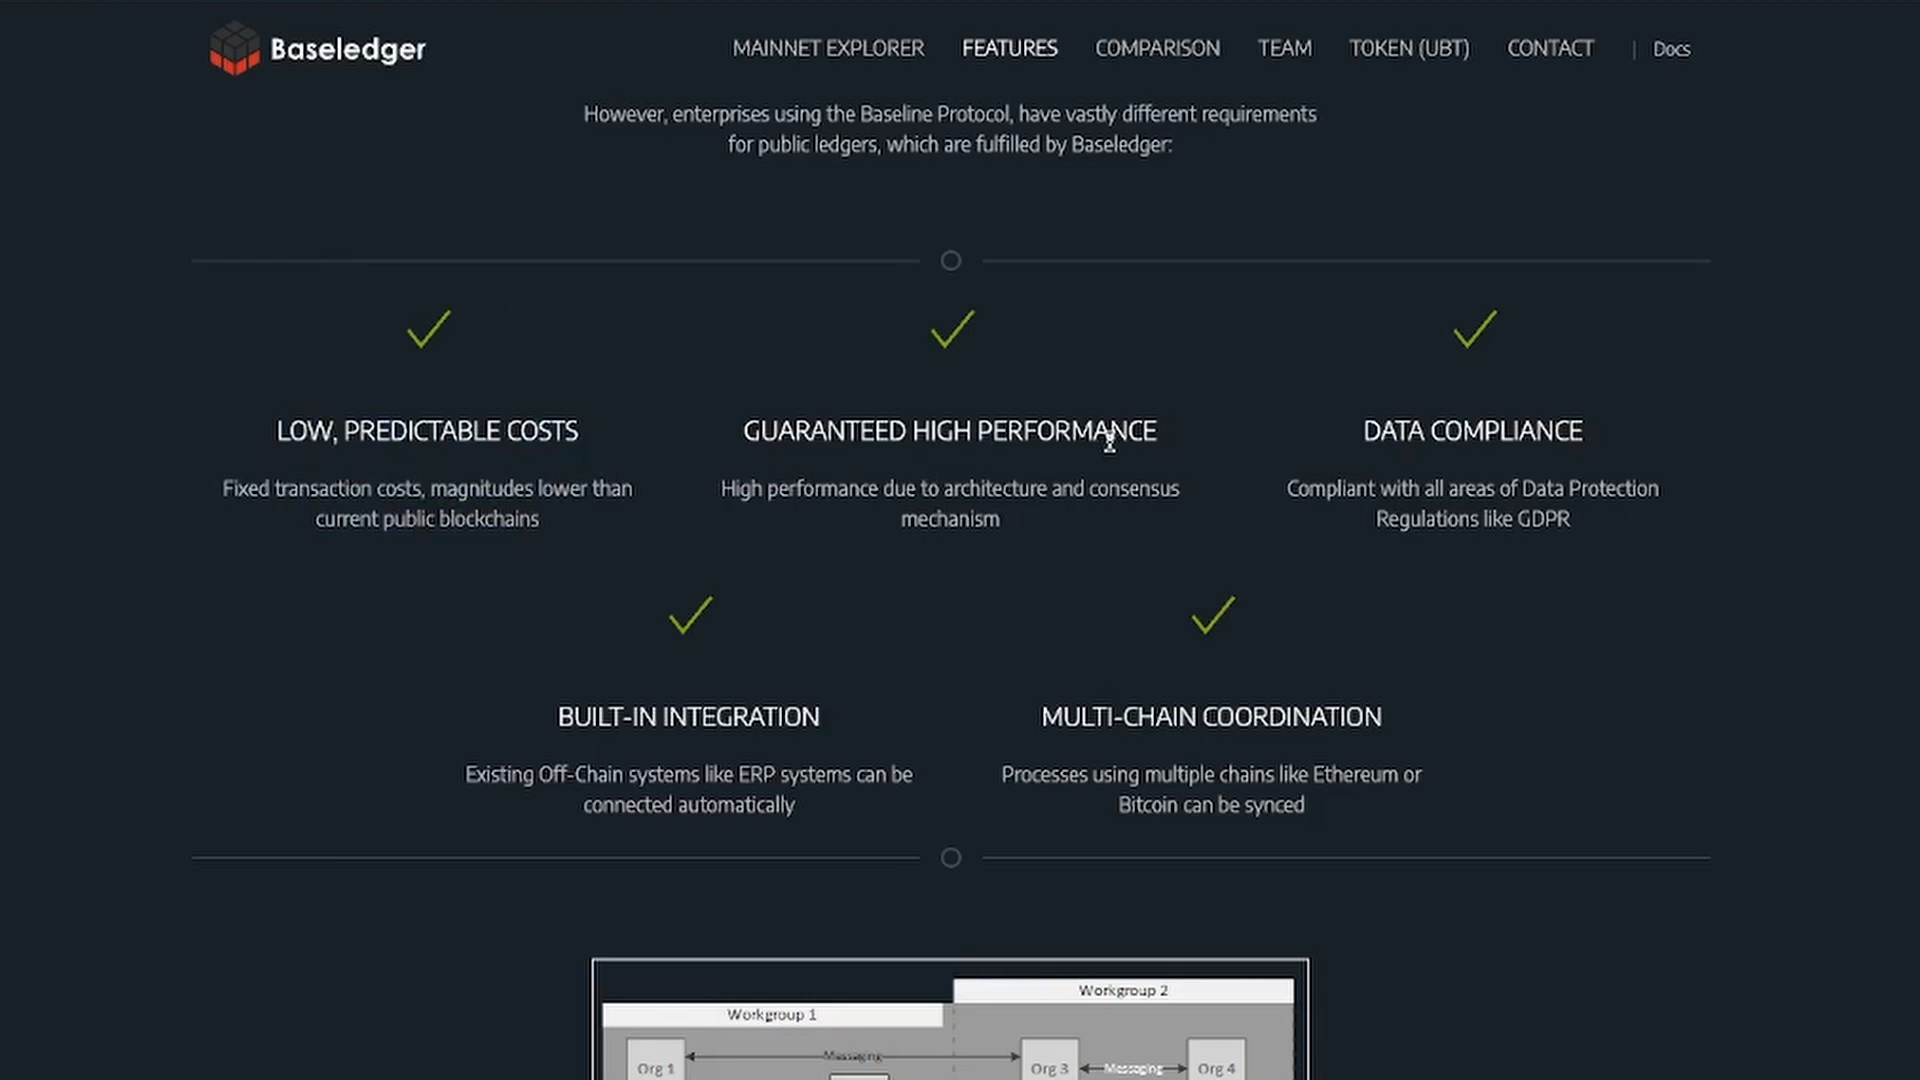 Baseledger
MAINNET EXPLORER FEATURES COMPARISON TEAM TOKEN (UBT) CONTACT | Docs
However, enterprises using the Baseline Protocol, have vastly different requirements
for public ledgers, which are fulfilled by Baseledger:
LOW, PREDICTABLE COSTS
Fixed transaction costs, magnitudes lower than
current public blockchains
GUARANTEED HIGH PERFORMANCE
High performance due to architecture and consensus
mechanism
DATA COMPLIANCE
Compliant with all areas of Data Protection
Regulations like GDPR
BUILT-IN INTEGRATION
Existing Off-Chain systems like ERP systems can be
connected automatically
MULTI-CHAIN COORDINATION
Processes using multiple chains like Ethereum or
Bitcoin can be synced
Workgroup 2
Workgroup 1
Messaging
Org 1
Org 3
Messaging
Org 4